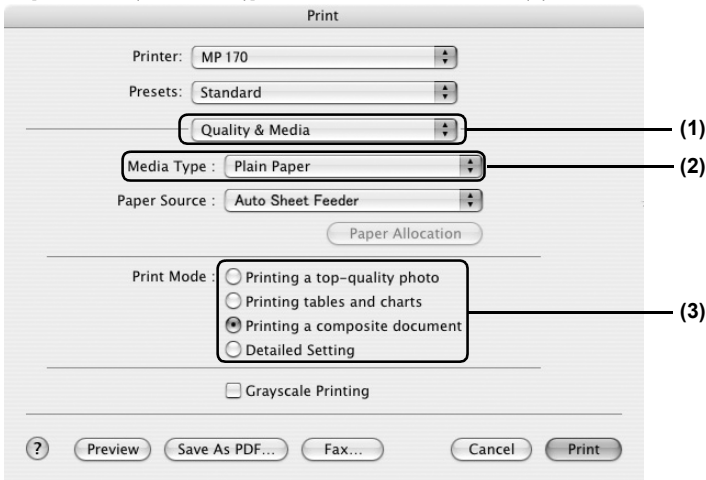 Print
Printer: MP 170
Presets: Standard
Quality & Media (1)
Media Type : Plain Paper (2)
Paper Source : Auto Sheet Feeder
Paper Allocation
Print Mode : Printing a top-quality photo
Printing tables and charts
Printing a composite document (3)
Detailed Setting
Grayscale Printing
? Preview Save As PDF... Fax... Cancel Print